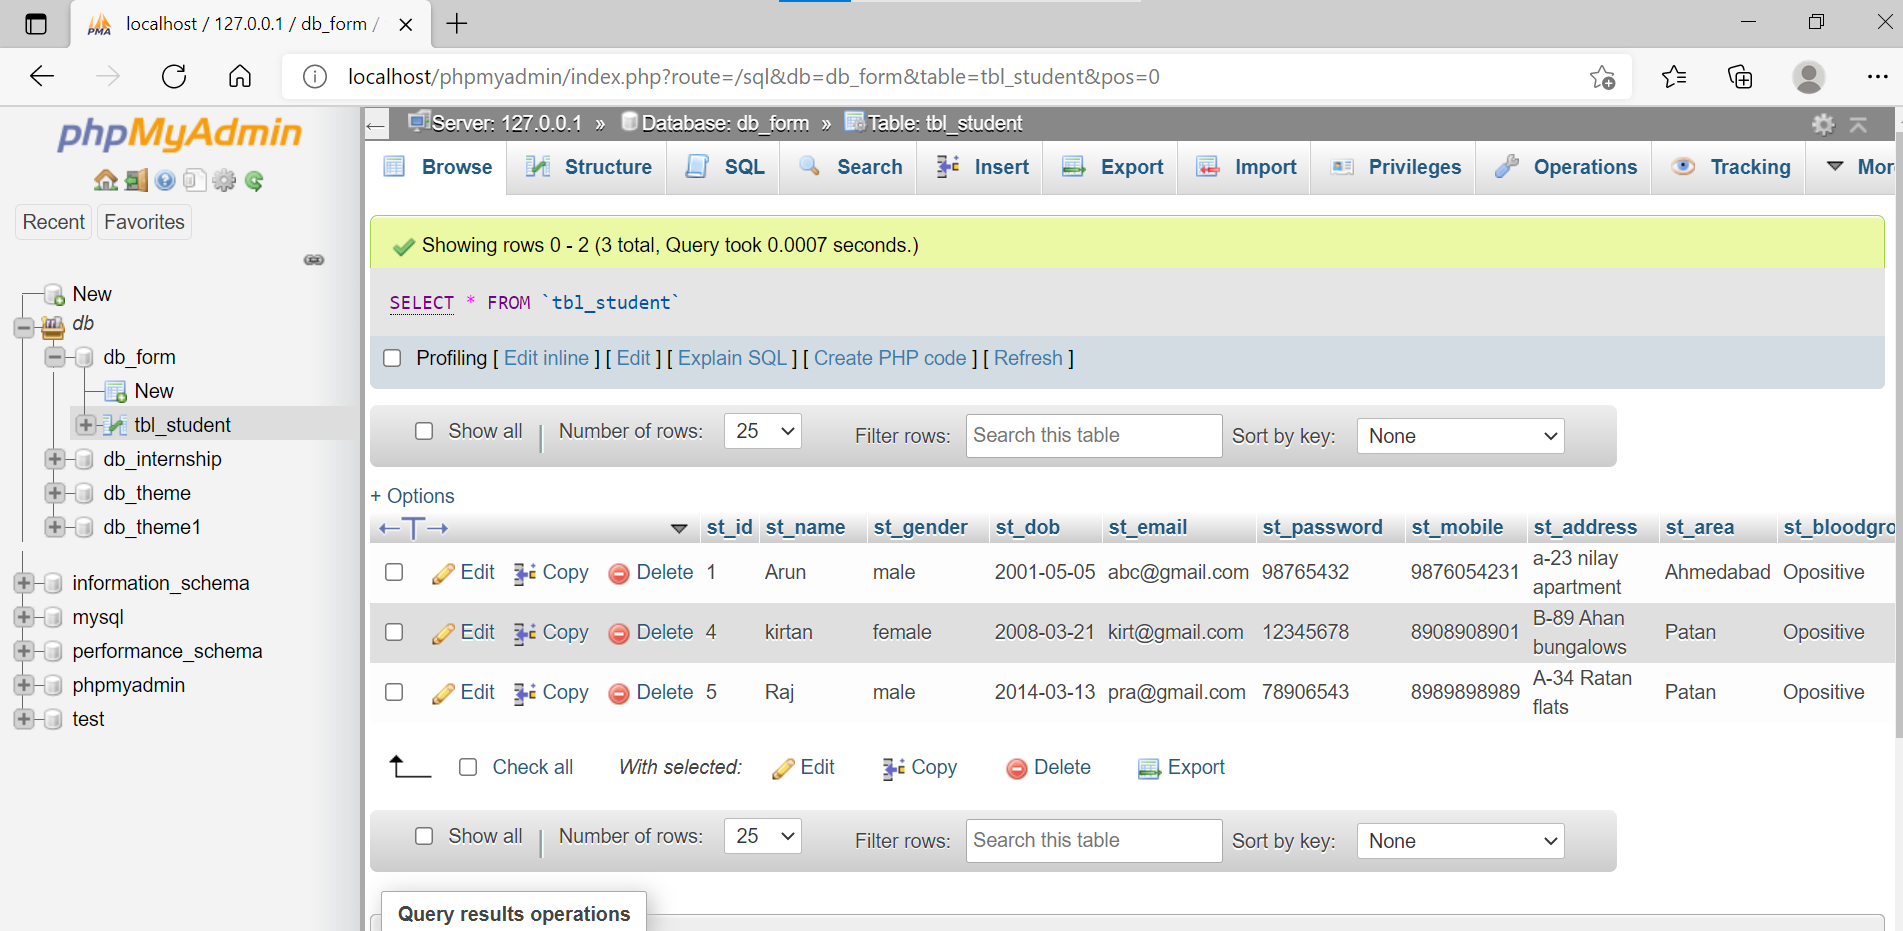 localhost / 127.0.0.1 / db_form /
localhost/phpmyadmin/index.php?route=/sql&db=db_form&table=tbl_student&pos=0
phpMyAdmin
Recent Favorites
New
db
db_form
New
tbl_student
db_internship
db_theme
db_theme1
information_schema
mysql
performance_schema
phpmyadmin
test
Server: 127.0.0.1 » Database: db_form » Table: tbl_student
Browse Structure SQL Search Insert Export Import Privileges Operations Tracking Mor
Showing rows 0 - 2 (3 total, Query took 0.0007 seconds.)
SELECT * FROM `tbl_student`
Profiling [ Edit inline ] [ Edit ] [ Explain SQL ] [ Create PHP code ] [ Refresh ]
Show all | Number of rows: 25 Filter rows: Search this table Sort by key: None
+ Options
←T→ st_id st_name st_gender st_dob st_email st_password st_mobile st_address st_area st_bloodgro
Edit Copy Delete 1 Arun male 2001-05-05 abc@gmail.com 98765432 9876054231 a-23 nilay apartment Ahmedabad Opositive
Edit Copy Delete 4 kirtan female 2008-03-21 kirt@gmail.com 12345678 8908908901 B-89 Ahan bungalows Patan Opositive
Edit Copy Delete 5 Raj male 2014-03-13 pra@gmail.com 78906543 8989898989 A-34 Ratan flats Patan Opositive
Check all With selected: Edit Copy Delete Export
Show all | Number of rows: 25 Filter rows: Search this table Sort by key: None
Query results operations